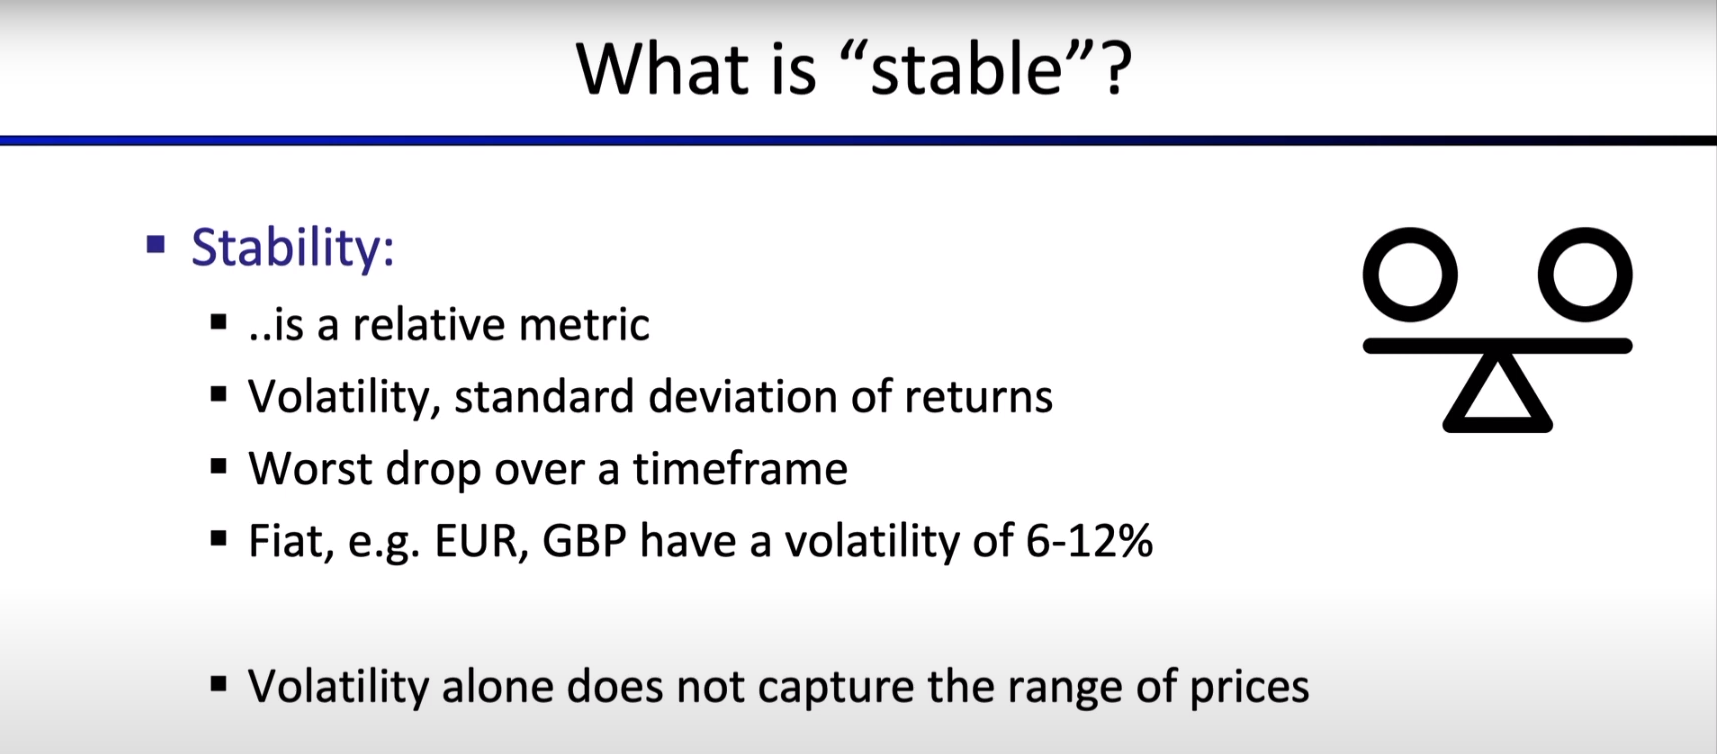 What is “stable”?
Stability:
..is a relative metric
Volatility, standard deviation of returns
Worst drop over a timeframe
Fiat, e.g. EUR, GBP have a volatility of 6-12%
Volatility alone does not capture the range of prices